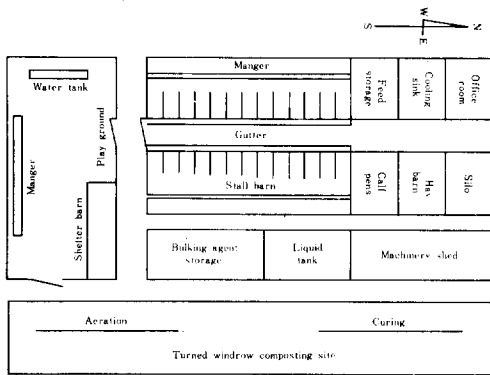 W
S
N
E
Water tank
Manger
Play ground
Shelter barn
Manger
Gutter
Stall barn
Feed
storage
Cooling
sink
Office
room
Calf
pens
Hay
barn
Silo
Bulking agent
storage
Liquid
tank
Machinery shed
Aeration
Curing
Turned windrow composting site